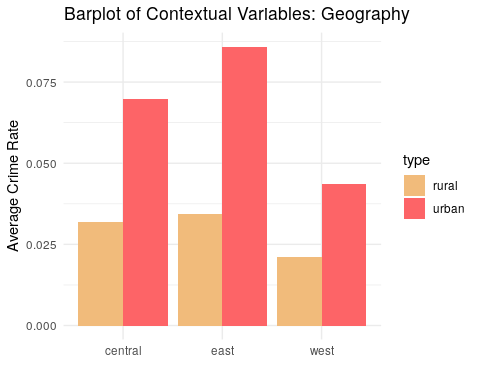 Barplot of Contextual Variables: Geography
Average Crime Rate
0.075
0.050
0.025
0.000
central east west
type
rural
urban